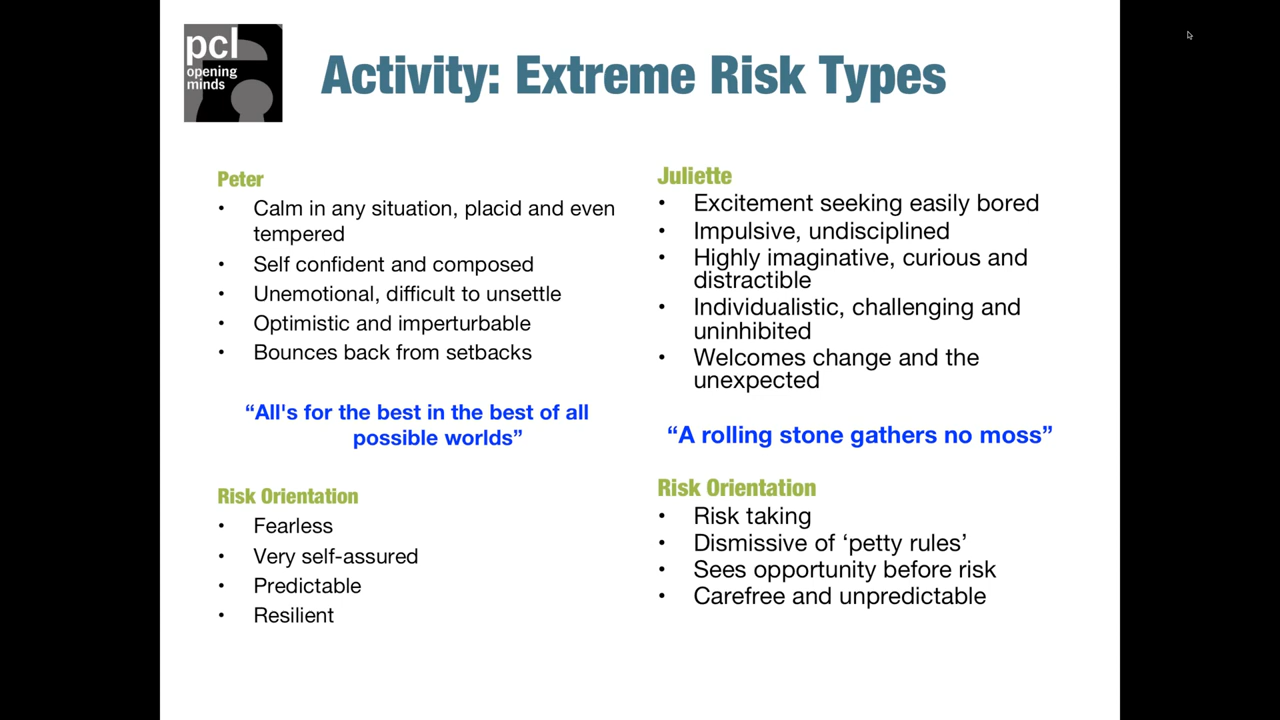 pcl
opening
minds
Activity: Extreme Risk Types
Peter
• Calm in any situation, placid and even
tempered
• Self confident and composed
• Unemotional, difficult to unsettle
• Optimistic and imperturbable
• Bounces back from setbacks
“All's for the best in the best of all
possible worlds”
Risk Orientation
• Fearless
• Very self-assured
• Predictable
• Resilient
Juliette
• Excitement seeking easily bored
• Impulsive, undisciplined
• Highly imaginative, curious and
distractible
• Individualistic, challenging and
uninhibited
• Welcomes change and the
unexpected
“A rolling stone gathers no moss”
Risk Orientation
• Risk taking
• Dismissive of ‘petty rules’
• Sees opportunity before risk
• Carefree and unpredictable